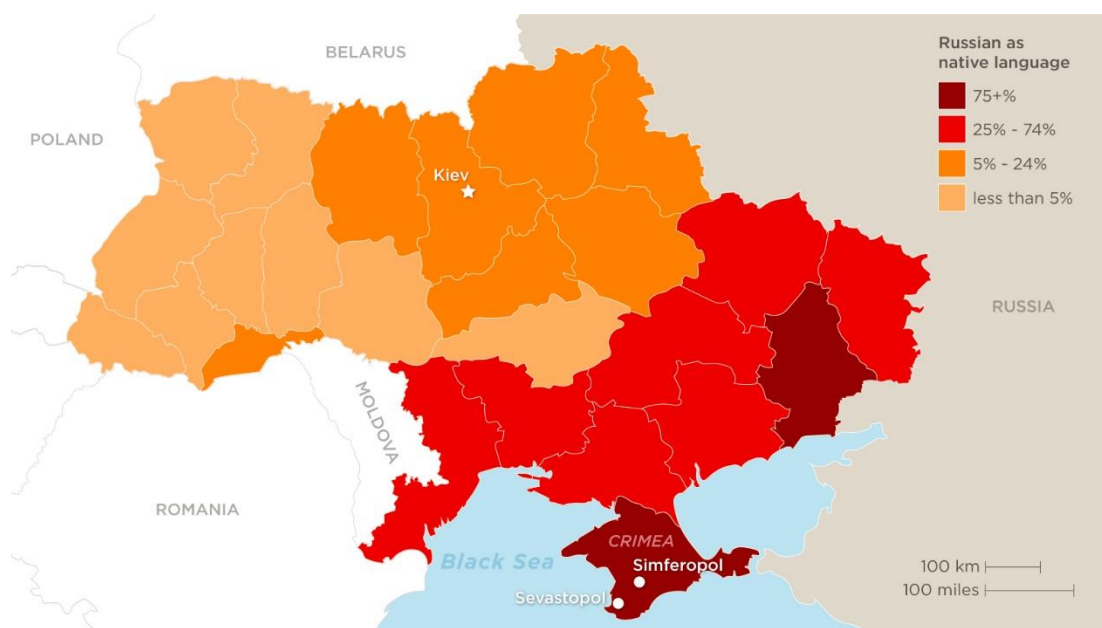 BELARUS
Russian as
native language
75+%
25% - 74%
5% - 24%
less than 5%
POLAND
Kiev
RUSSIA
MOLDOVA
ROMANIA
CRIMEA
Black Sea
Simferopol
Sevastopol
100 km
100 miles